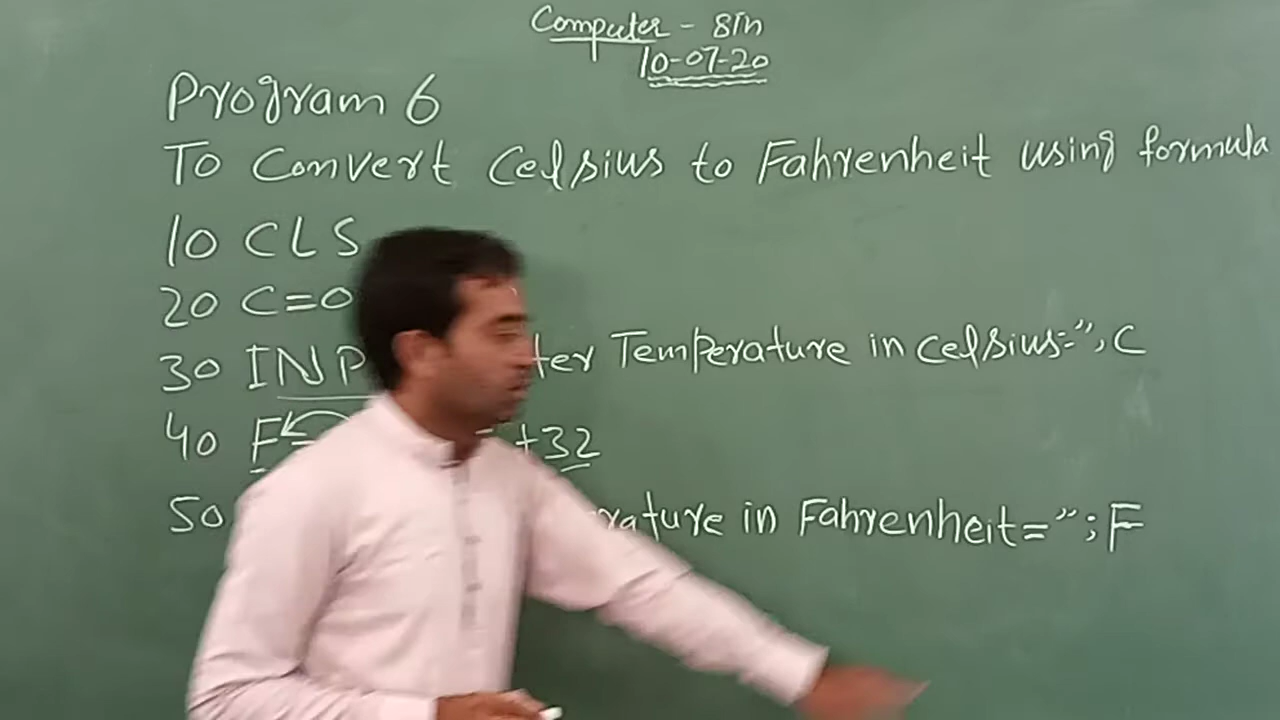 Computer - 8Th
10-07-20
Program 6
To Convert Celsius to Fahrenheit using formula
10 CLS
20 C=0
30 INP ter Temperature in celsius=", C
40 F= +32
50 rature in Fahrenheit="; F